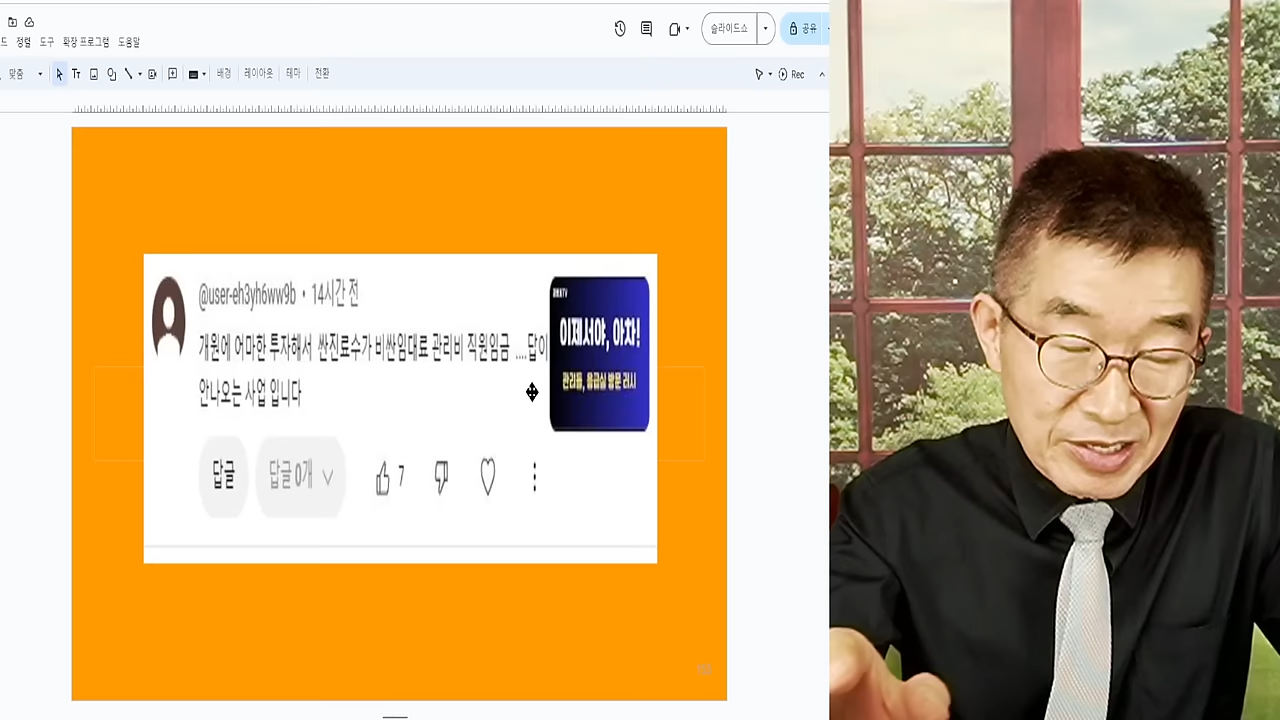 정렬 도구 확장 프로그램 도움말
슬라이드쇼
공유
맞춤
Tr
배경 레이아웃 테마 전환
Rec
@user-eh3yh6ww9b · 14시간 전
개원에 어마한 투자해서 싼진료수가 비싼임대료 관리비 직원임금 ....답이
안나오는 사업 입니다
이제서야, 아차!
관리들, 응급실 방문 러시
답글 답글 0개 7